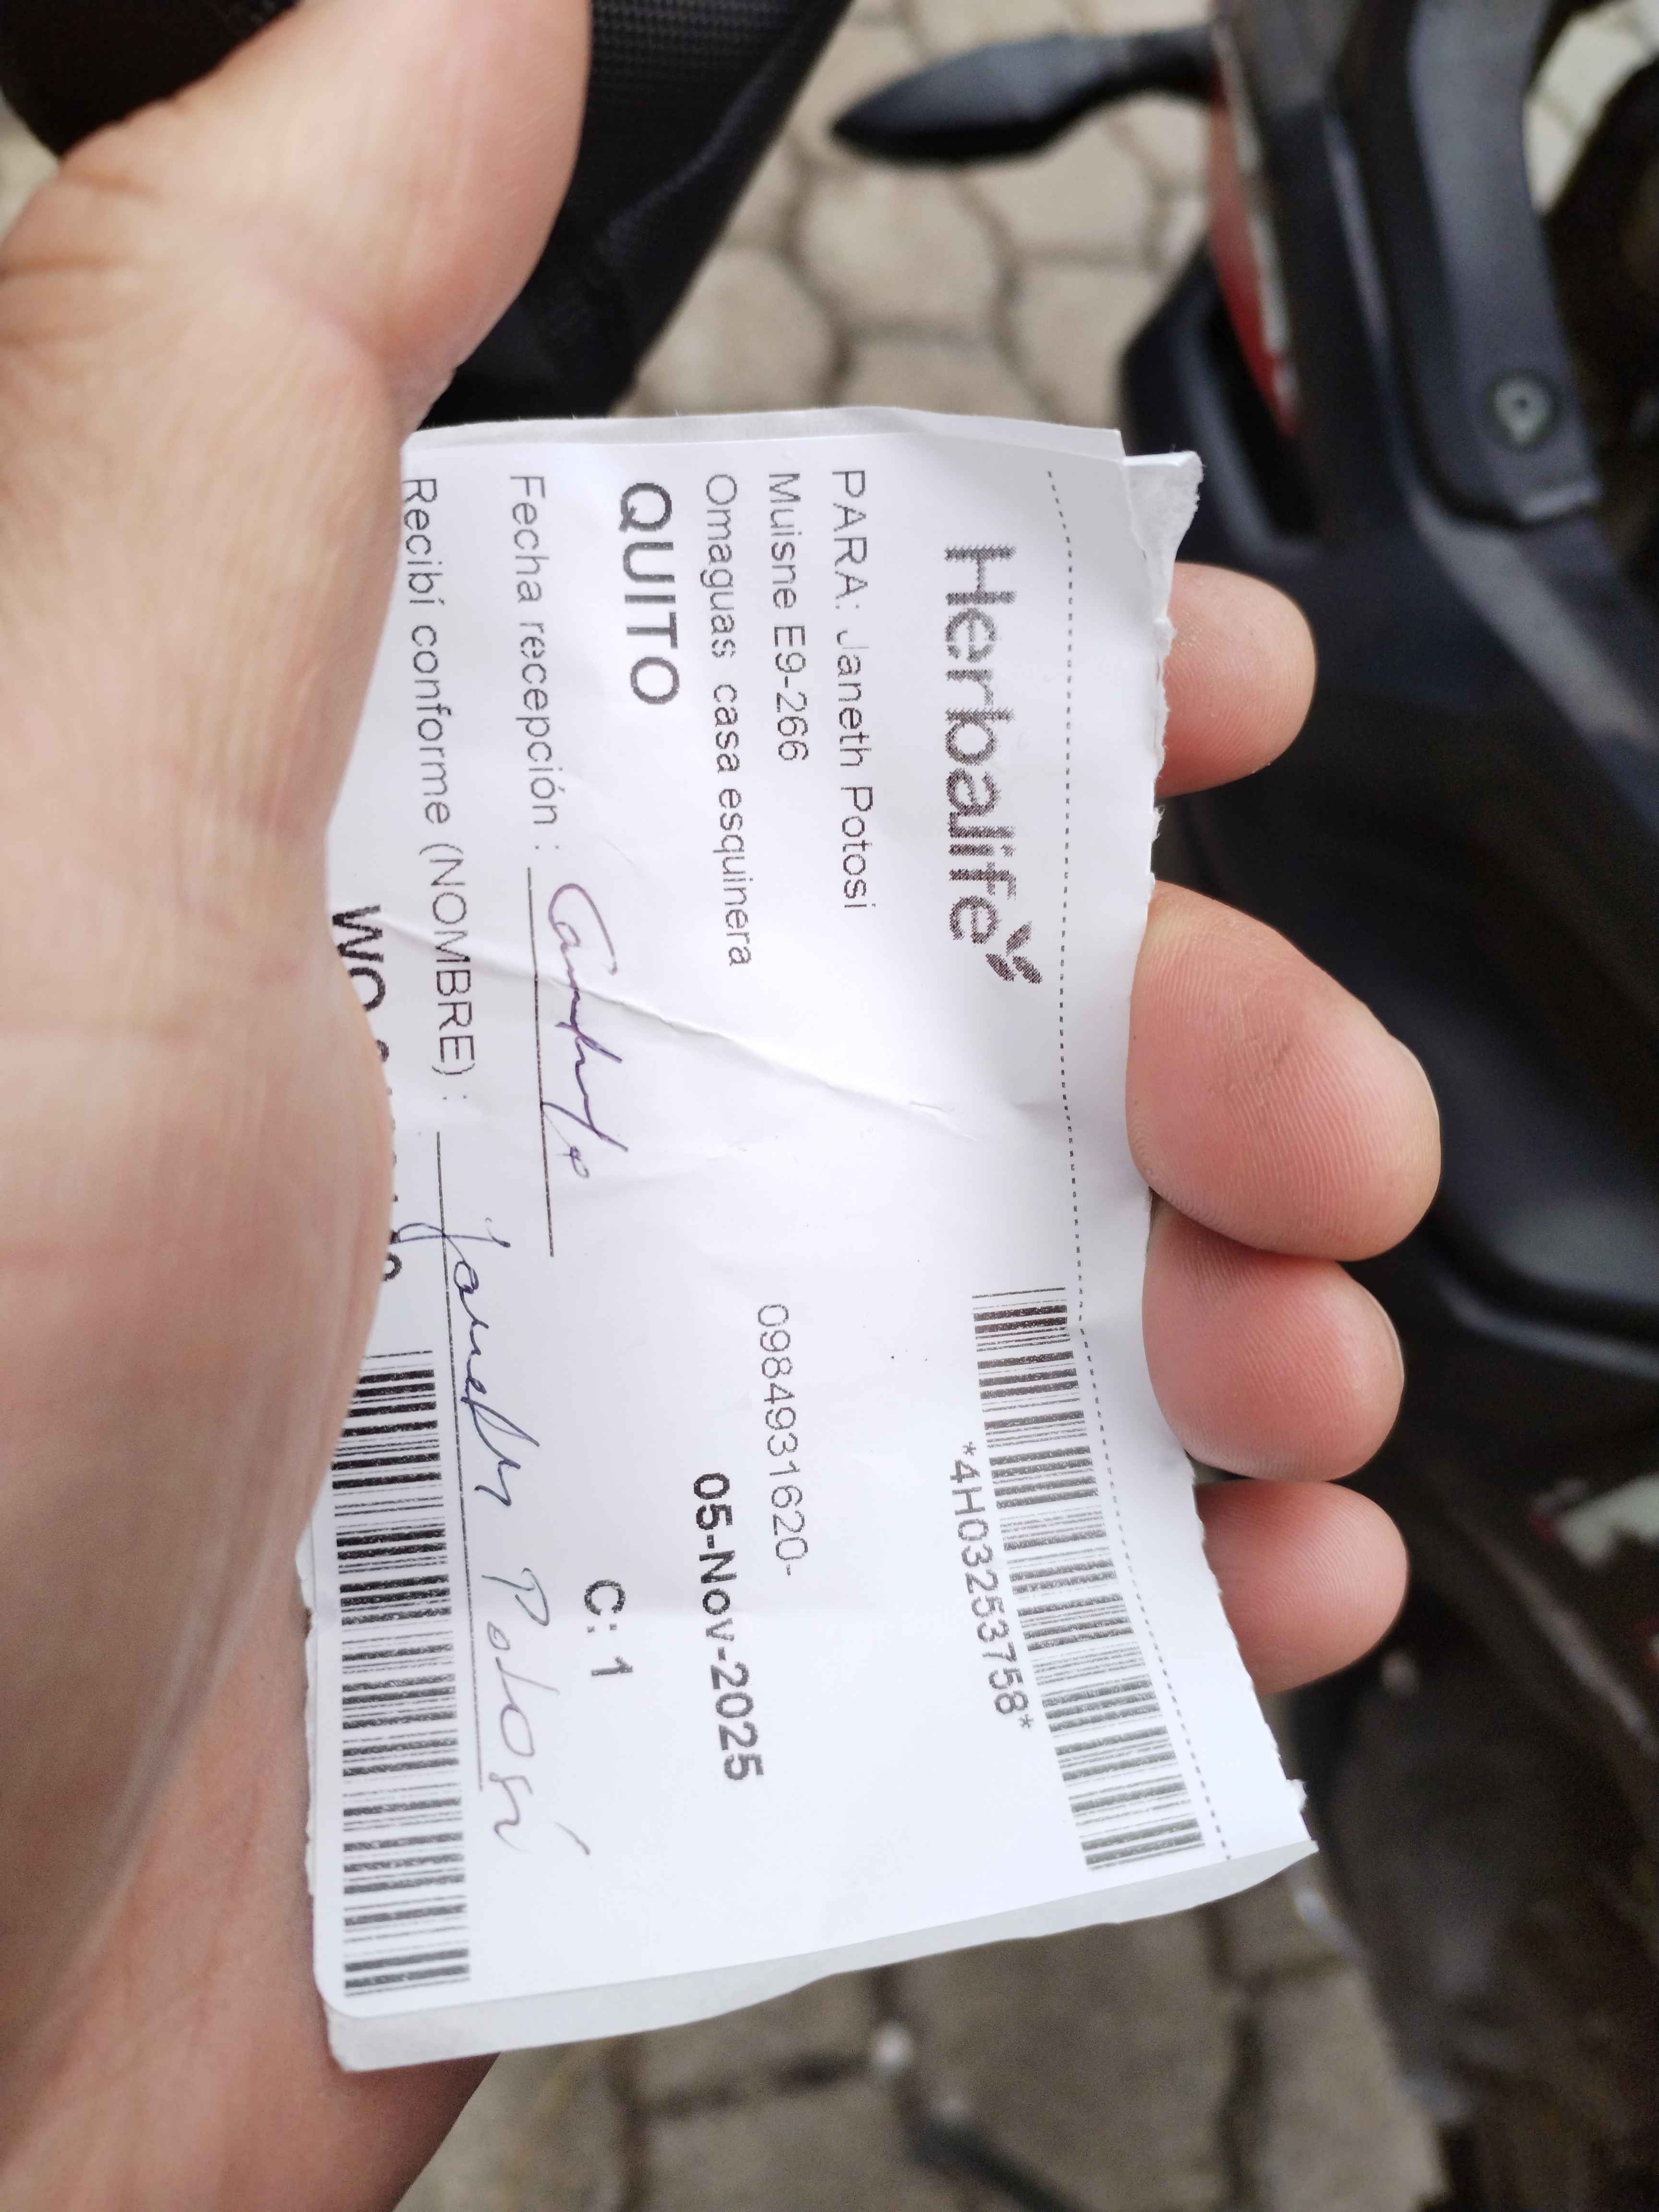 Herbalife
*4H03253758*
PARA: Janeth Potosi
Muisne E9-266
0984931620-
Omaguas casa esquinera
05-Nov-2025
QUITO
C: 1
Fecha recepción :
Recibí conforme (NOMBRE) : Janeth Potosí